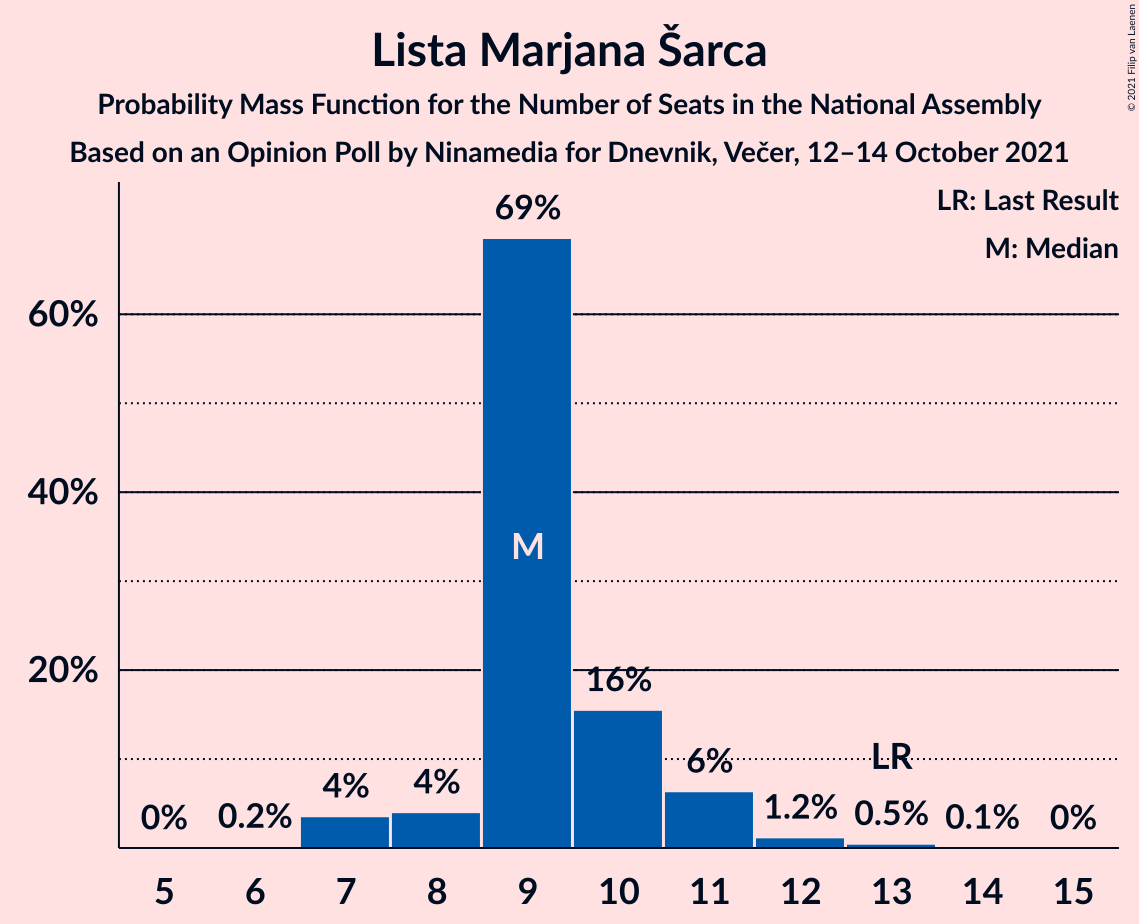 Lista Marjana Šarca
Probability Mass Function for the Number of Seats in the National Assembly
Based on an Opinion Poll by Ninamedia for Dnevnik, Večer, 12–14 October 2021
© 2021 Filip van Laenen
LR: Last Result
M: Median
69%
60%
40%
M
20%
16%
LR
6%
4%
4%
1.2%
0.5%
0%
0.2%
0.1%
0%
5 6 7 8 9 10 11 12 13 14 15